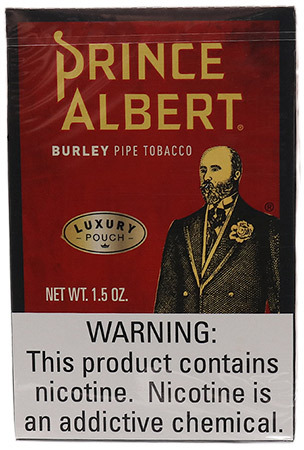 PRINCE
ALBERT®
BURLEY PIPE TOBACCO
LUXURY
POUCH
®
NET WT. 1.5 OZ.
WARNING:
This product contains
nicotine. Nicotine is
an addictive chemical.